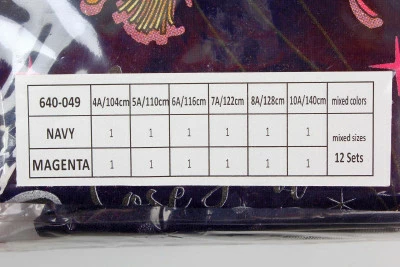 640-049 4A/104cm 5A/110cm 6A/116cm 7A/122cm 8A/128cm 10A/140cm mixed colors
NAVY 1 1 1 1 1 1 mixed sizes
MAGENTA 1 1 1 1 1 1 12 Sets